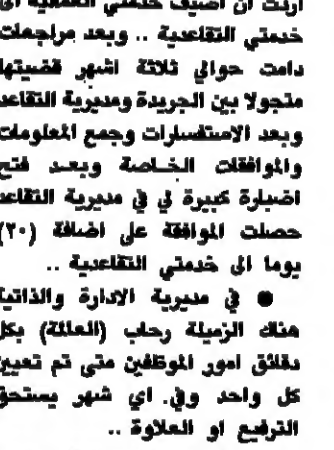 اردت ان اضيف خدمتي الفعلية الى
خدمتي التقاعدية .. وبعد مراجعات
دامت حوالي ثلاثة اشهر قضيتها
متجولا بين الجريدة ومديرية التقاعد
وبعد الاستفسارات وجمع المعلومات
والموافقات الخاصة وبعد فتح
اضبارة كبيرة لي في مديرية التقاعد
حصلت الموافقة على اضافة (٢٠)
يوما الى خدمتي التقاعدية ..
● في مديرية الادارة والذاتية
هناك الزميلة رحاب (العالمة) بكل
دقائق امور الموظفين متى تم تعيين
كل واحد وفي. اي شهر يستحق
الترفيع او العلاوة ..